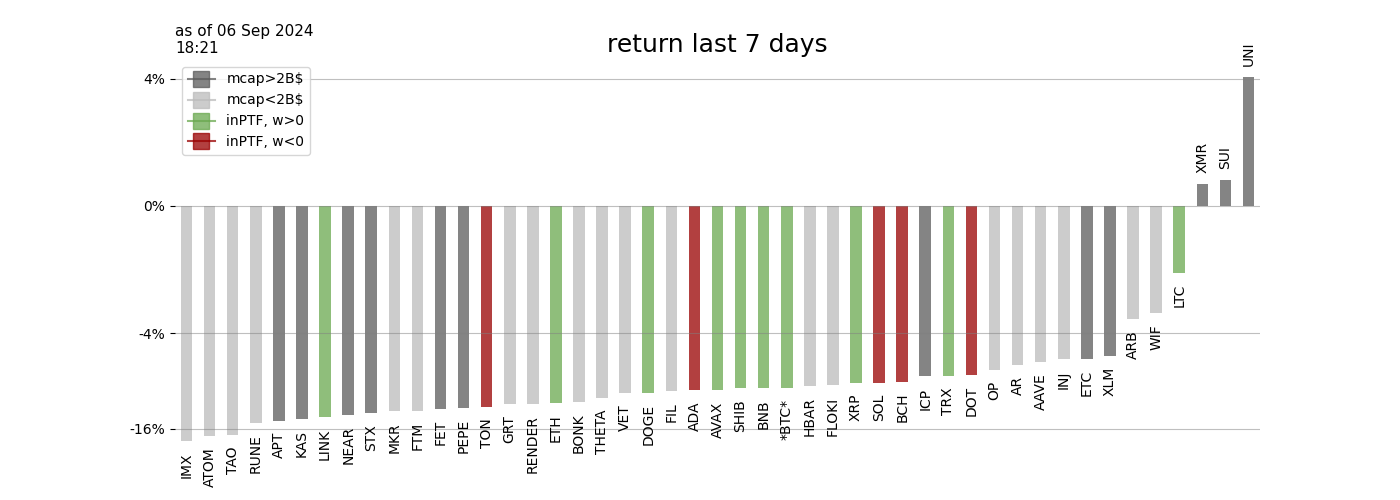 as of 06 Sep 2024
18:21
return last 7 days
mcap>2B$
mcap<2B$
inPTF, w>0
inPTF, w<0
4%
0%
-4%
-16%
IMX
ATOM
TAO
RUNE
APT
KAS
LINK
NEAR
STX
MKR
FTM
FET
PEPE
TON
GRT
RENDER
ETH
BONK
THETA
VET
DOGE
FIL
ADA
AVAX
SHIB
BNB
*BTC*
HBAR
FLOKI
XRP
SOL
BCH
ICP
TRX
DOT
OP
AR
AAVE
INJ
ETC
XLM
ARB
WIF
LTC
XMR
SUI
UNI